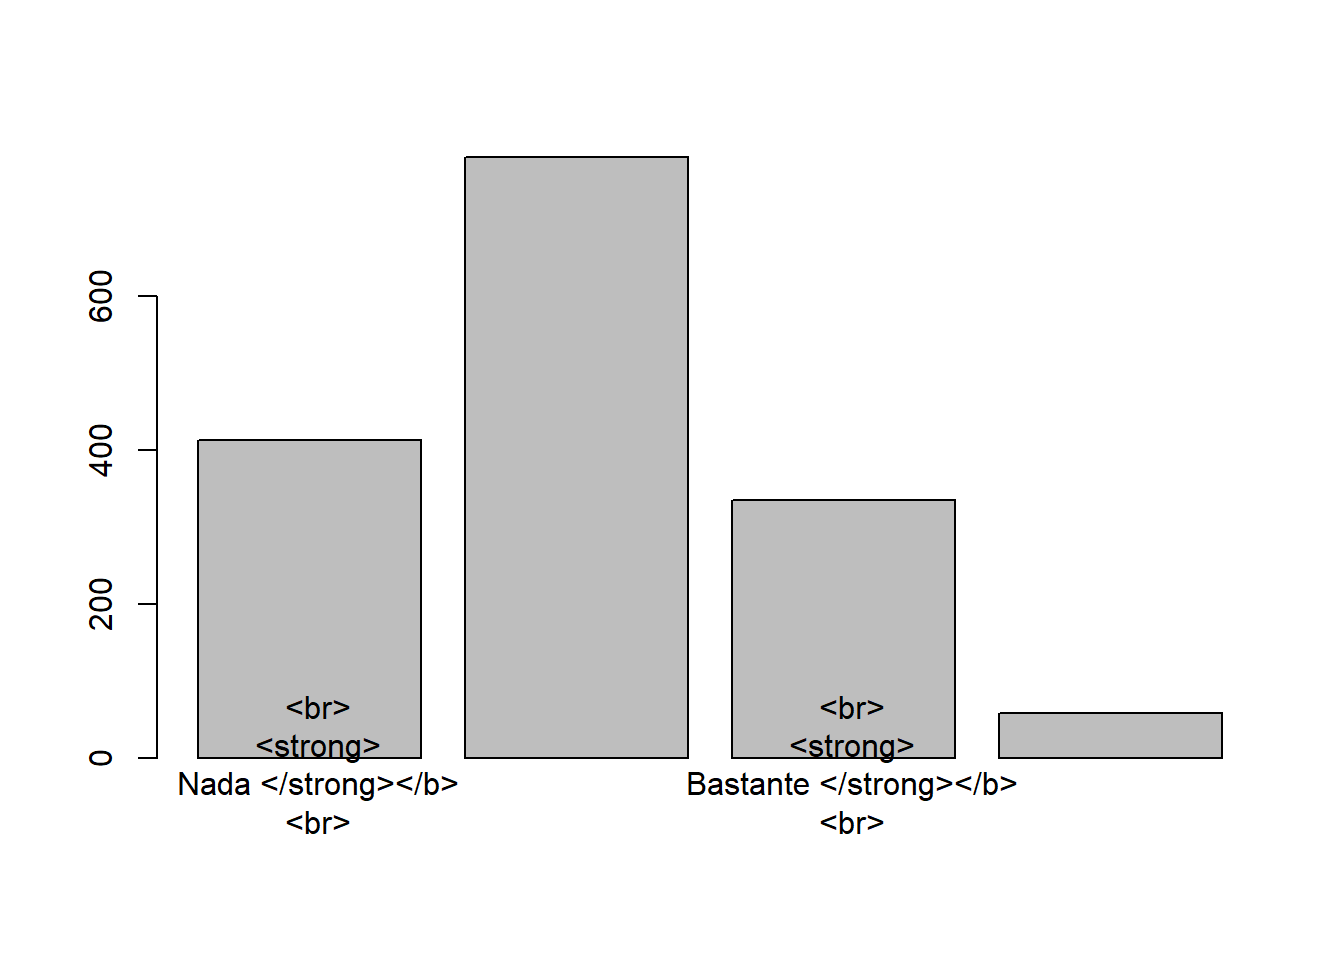 600
400
200
0
<br>
<strong>
Nada </strong></b>
<br>
<br>
<strong>
Bastante </strong></b>
<br>